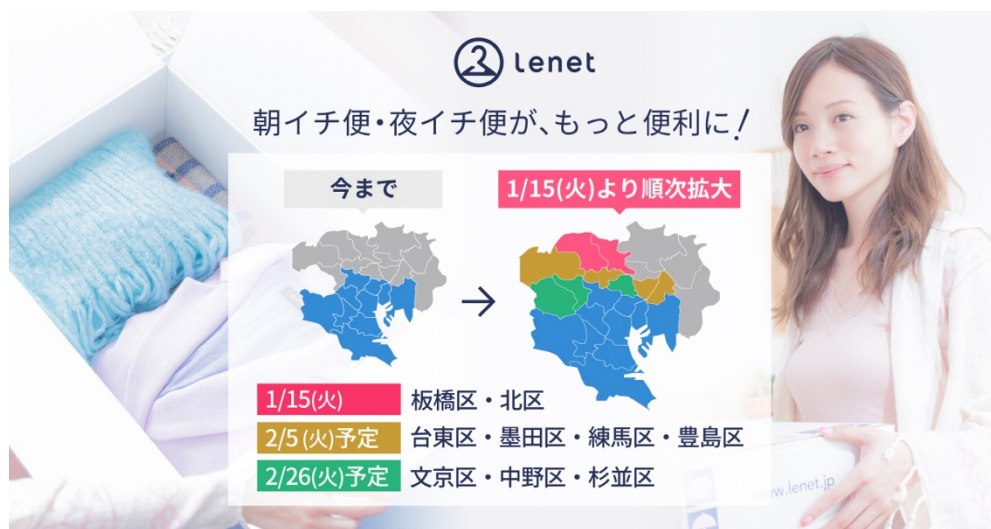 lenet
朝イチ便・夜イチ便が、もっと便利に！
今まで
1/15(火)より順次拡大
1/15(火) 板橋区・北区
2/5(火)予定 台東区・墨田区・練馬区・豊島区
2/26(火)予定 文京区・中野区・杉並区
www.lenet.jp